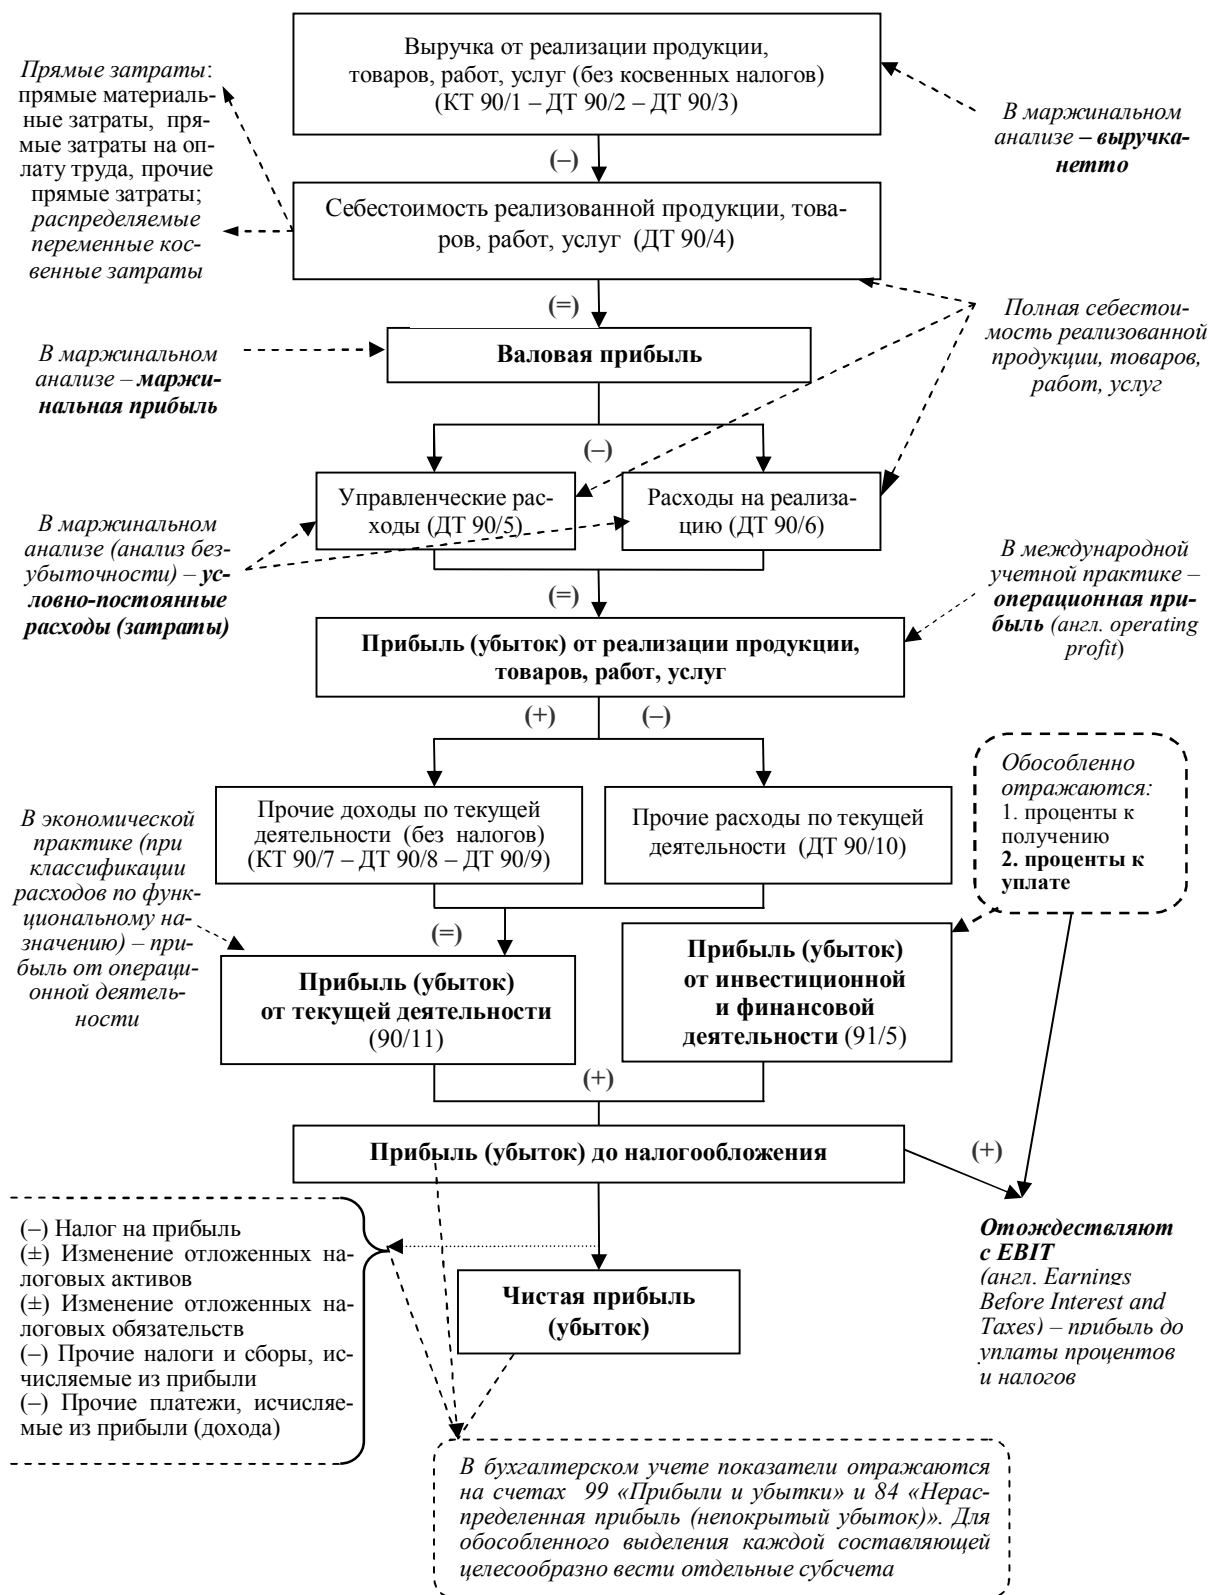 Выручка от реализации продукции,
товаров, работ, услуг (без косвенных налогов)
(КТ 90/1 – ДТ 90/2 – ДТ 90/3)
Прямые затраты:
прямые материаль-
ные затраты, пря-
мые затраты на оп-
лату труда, прочие
прямые затраты;
распределяемые
переменные кос-
венные затраты
В маржинальном
анализе – выручка-
нетто
(–)
Себестоимость реализованной продукции, това-
ров, работ, услуг (ДТ 90/4)
(=)
Полная себестои-
мость реализованной
продукции, товаров,
работ, услуг
Валовая прибыль
В маржинальном
анализе – маржи-
нальная прибыль
(–)
Управленческие рас-
ходы (ДТ 90/5)
Расходы на реализа-
цию (ДТ 90/6)
В маржинальном
анализе (анализ без-
убыточности) – ус-
ловно-постоянные
расходы (затраты)
В международной
учетной практике –
операционная при-
быль (англ. operating
profit)
(=)
Прибыль (убыток) от реализации продукции,
товаров, работ, услуг
(+)
(–)
Обособленно
отражаются:
1. проценты к
получению
2. проценты к
уплате
Прочие доходы по текущей
деятельности (без налогов)
(КТ 90/7 – ДТ 90/8 – ДТ 90/9)
Прочие расходы по текущей
деятельности (ДТ 90/10)
В экономической
практике (при
классификации
расходов по функ-
циональному на-
значению) – при-
быль от операци-
онной деятель-
ности
(=)
Прибыль (убыток)
от текущей деятельности
(90/11)
Прибыль (убыток)
от инвестиционной
и финансовой
деятельности (91/5)
(+)
Прибыль (убыток) до налогообложения
(+)
(–) Налог на прибыль
(±) Изменение отложенных на-
логовых активов
(±) Изменение отложенных на-
логовых обязательств
(–) Прочие налоги и сборы, ис-
числяемые из прибыли
(–) Прочие платежи, исчисляе-
мые из прибыли (дохода)
Чистая прибыль
(убыток)
Отождествляют
с EBIT
(англ. Earnings
Before Interest and
Taxes) – прибыль до
уплаты процентов
и налогов
В бухгалтерском учете показатели отражаются
на счетах 99 «Прибыли и убытки» и 84 «Нерас-
пределенная прибыль (непокрытый убыток)». Для
обособленного выделения каждой составляющей
целесообразно вести отдельные субсчета